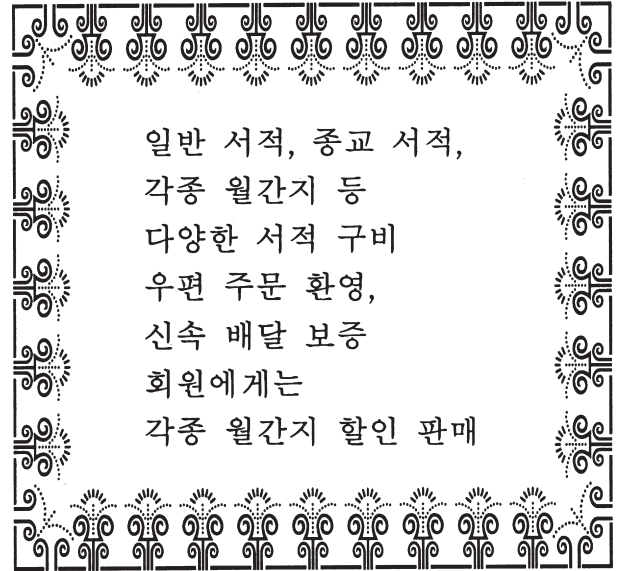 일반 서적, 종교 서적,
각종 월간지 등
다양한 서적 구비
우편 주문 환영,
신속 배달 보증
회원에게는
각종 월간지 할인 판매